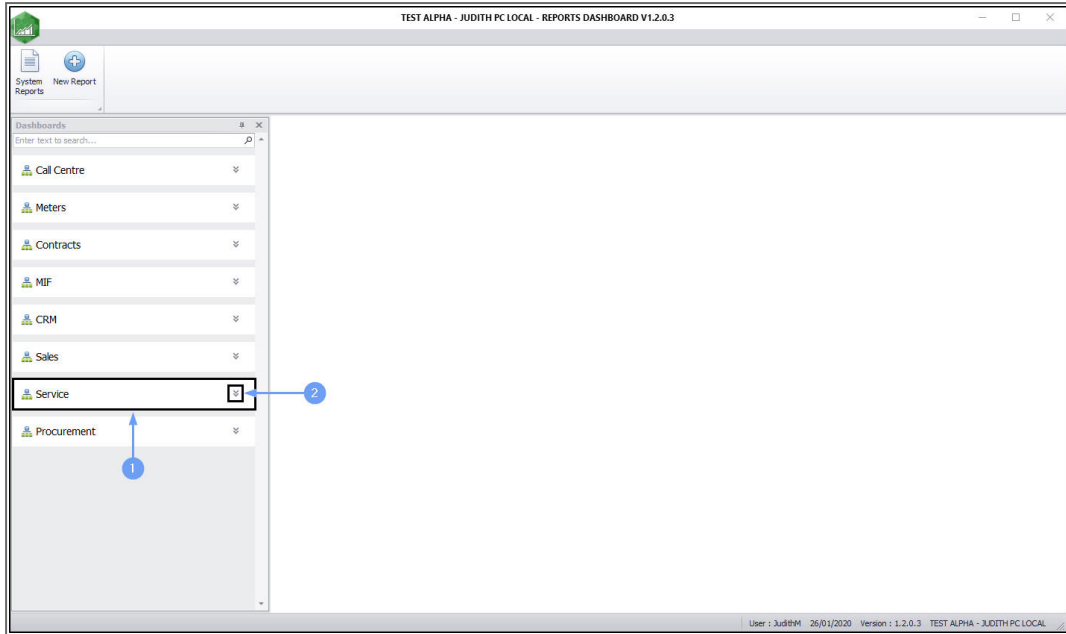 TEST ALPHA - JUDITH PC LOCAL - REPORTS DASHBOARD V1.2.0.3
System Reports
New Report
Dashboards
Enter text to search...
Call Centre
Meters
Contracts
MIF
CRM
Sales
Service
2
Procurement
1
User : JudithM 26/01/2020 Version : 1.2.0.3 TEST ALPHA - JUDITH PC LOCAL